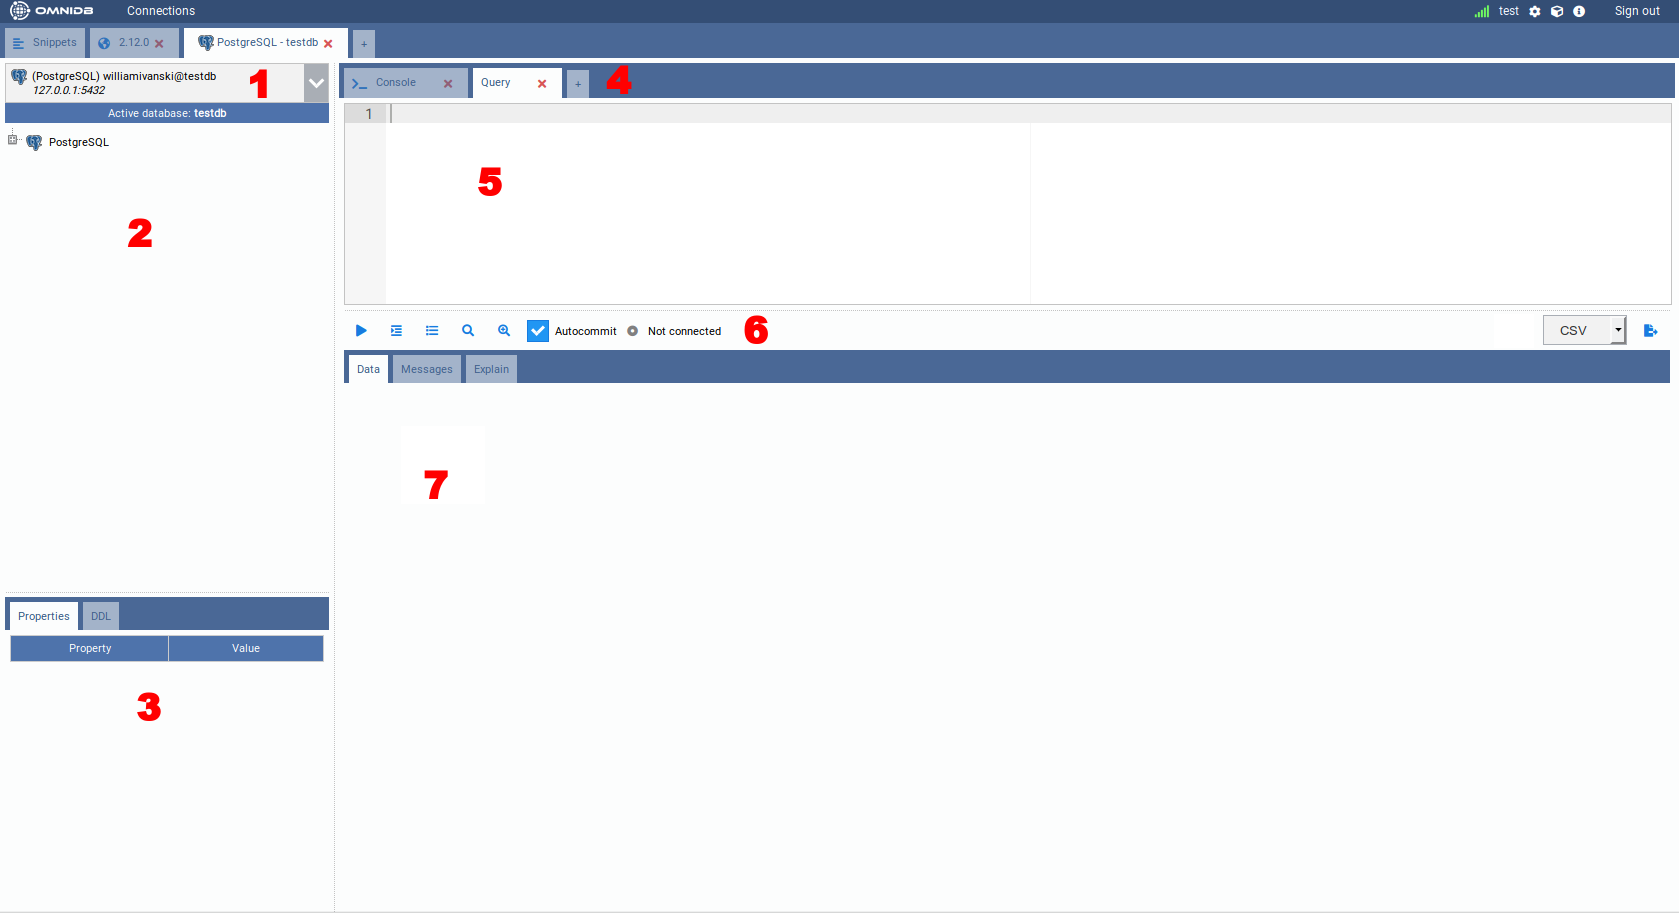 OMNIDB Connections test Sign out
Snippets 2.12.0 PostgreSQL - testdb +
(PostgreSQL) williamivanski@testdb 1
127.0.0.1:5432
Active database: testdb
PostgreSQL
2
Properties DDL
Property Value
3
Console Query + 4
1
5
Autocommit Not connected 6 CSV
Data Messages Explain
7